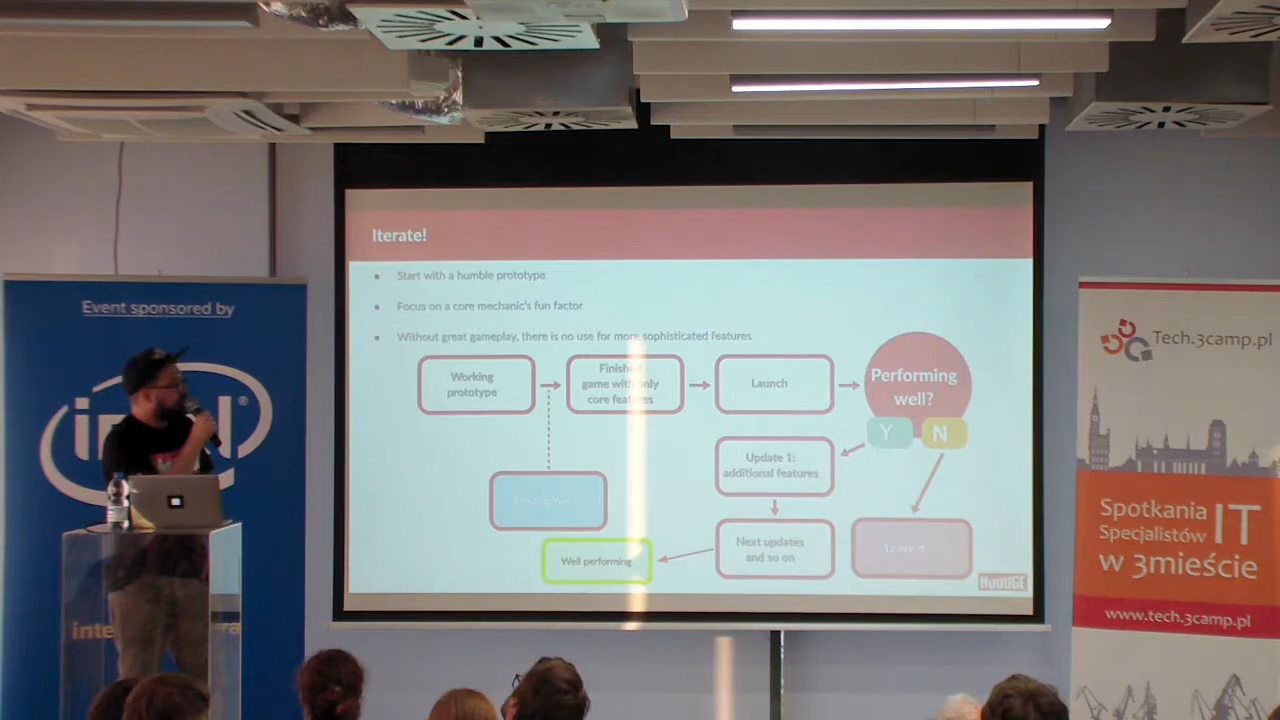 Iterate!
Start with a humble prototype
Focus on a core mechanic's fun factor
Without great gameplay, there is no use for more sophisticated features
Working
prototype
Finished
game with only
core features
Launch
Performing
well?
Y
N
Update 1:
additional features
Next updates
and so on
Leave it
Well performing
HUUUGE
Event sponsored by
intel
Tech.3camp.pl
Spotkania
Specjalistów
IT
w 3mieście
www.tech.3camp.pl